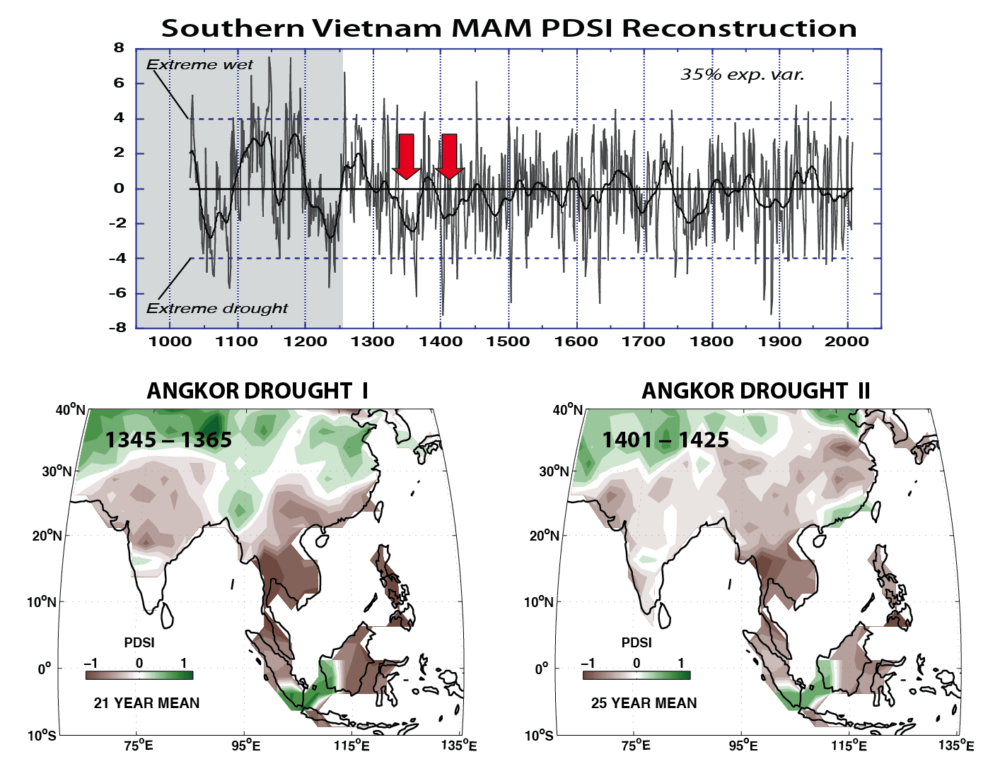 Southern Vietnam MAM PDSI Reconstruction
8
6
4
2
0
-2
-4
-6
-8
Extreme wet
35% exp. var.
Extreme drought
1000 1100 1200 1300 1400 1500 1600 1700 1800 1900 2000
ANGKOR DROUGHT I
40°N
1345 – 1365
30°N
20°N
10°N
PDSI
−1 0 1
0°
21 YEAR MEAN
10°S
75°E 95°E 115°E 135°E
ANGKOR DROUGHT II
40°N
1401 – 1425
30°N
20°N
10°N
PDSI
−1 0 1
0°
25 YEAR MEAN
10°S
75°E 95°E 115°E 135°E